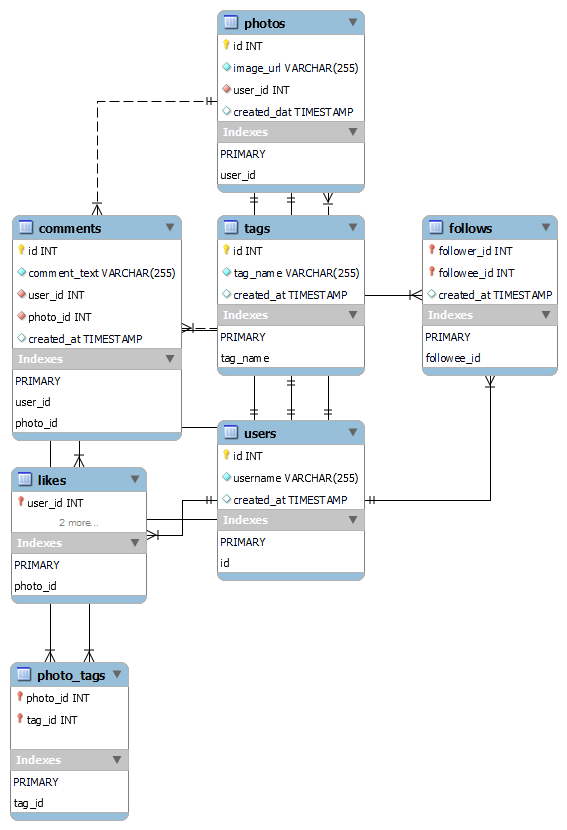 photos
id INT
image_url VARCHAR(255)
user_id INT
created_dat TIMESTAMP
Indexes
PRIMARY
user_id
comments
id INT
comment_text VARCHAR(255)
user_id INT
photo_id INT
created_at TIMESTAMP
Indexes
PRIMARY
user_id
photo_id
tags
id INT
tag_name VARCHAR(255)
created_at TIMESTAMP
Indexes
PRIMARY
tag_name
follows
follower_id INT
followee_id INT
created_at TIMESTAMP
Indexes
PRIMARY
followee_id
users
id INT
username VARCHAR(255)
created_at TIMESTAMP
Indexes
PRIMARY
id
likes
user_id INT
2 more...
Indexes
PRIMARY
photo_id
photo_tags
photo_id INT
tag_id INT
Indexes
PRIMARY
tag_id